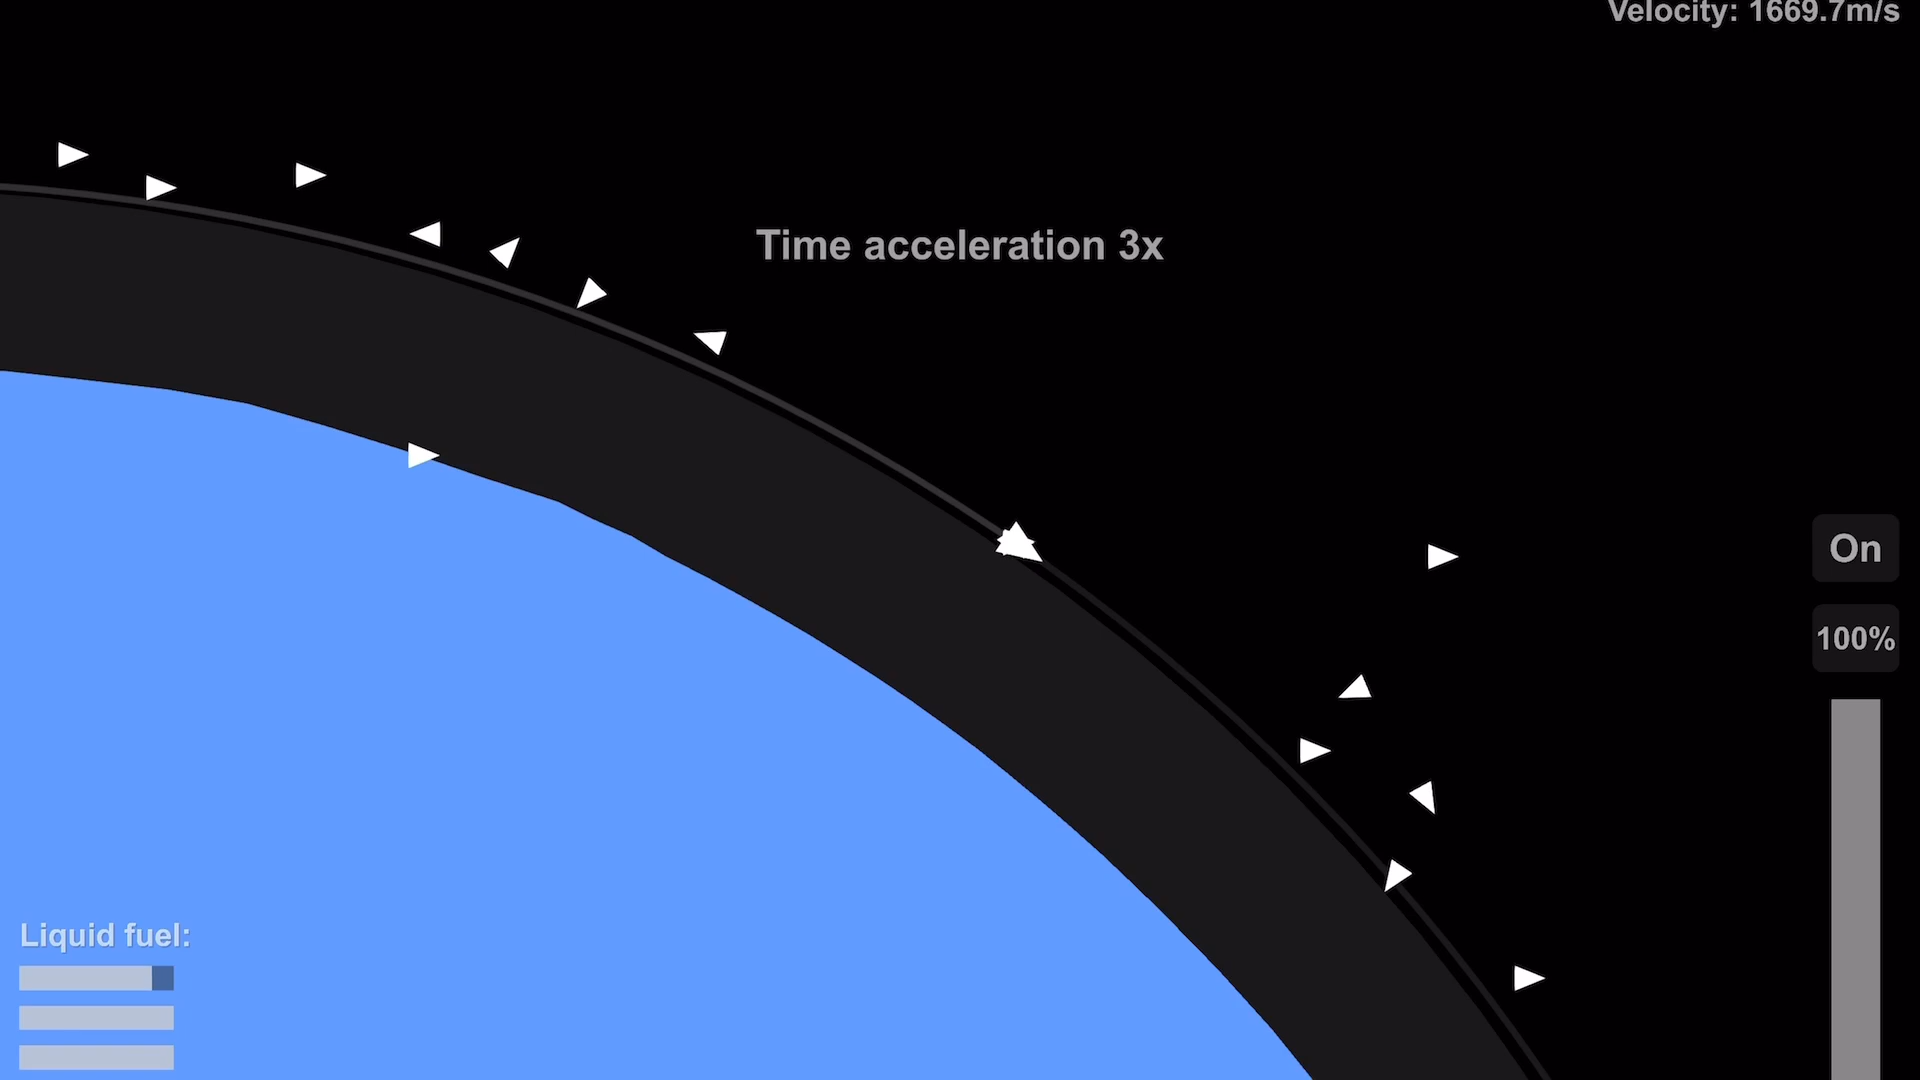 Velocity: 1669.7m/s
Time acceleration 3x
On
100%
Liquid fuel: